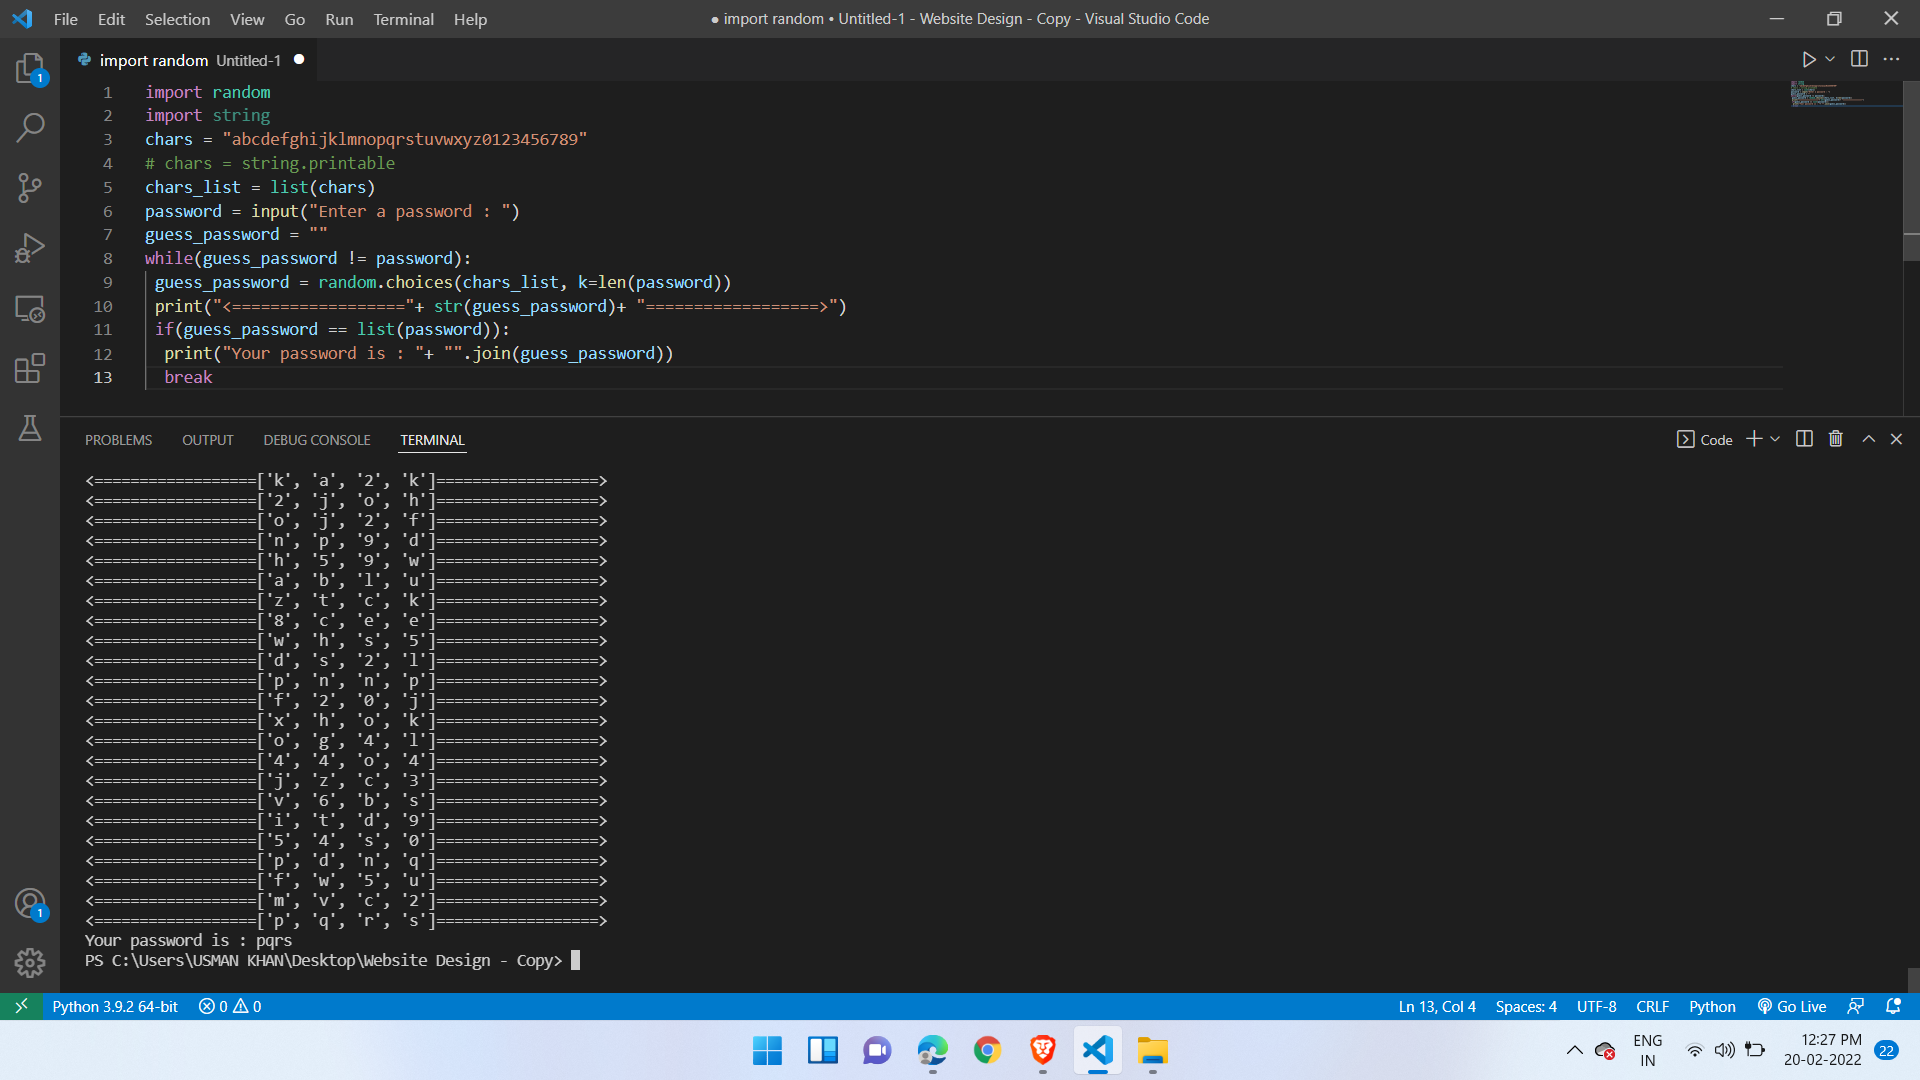 File Edit Selection View Go Run Terminal Help
● import random • Untitled-1 - Website Design - Copy - Visual Studio Code
import random Untitled-1 ●
1 import random
2 import string
3 chars = "abcdefghijklmnopqrstuvwxyz0123456789"
4 # chars = string.printable
5 chars_list = list(chars)
6 password = input("Enter a password : ")
7 guess_password = ""
8 while(guess_password != password):
9 guess_password = random.choices(chars_list, k=len(password))
10 print("<=================="+ str(guess_password)+ "==================>")
11 if(guess_password == list(password)):
12 print("Your password is : "+ "".join(guess_password))
13 break
PROBLEMS OUTPUT DEBUG CONSOLE TERMINAL
Code
<==================['k', 'a', '2', 'k']==================>
<==================['2', 'j', 'o', 'h']==================>
<==================['o', 'j', '2', 'f']==================>
<==================['n', 'p', '9', 'd']==================>
<==================['h', '5', '9', 'w']==================>
<==================['a', 'b', 'l', 'u']==================>
<==================['z', 't', 'c', 'k']==================>
<==================['8', 'c', 'e', 'e']==================>
<==================['w', 'h', 's', '5']==================>
<==================['d', 's', '2', 'l']==================>
<==================['p', 'n', 'n', 'p']==================>
<==================['f', '2', '0', 'j']==================>
<==================['x', 'h', 'o', 'k']==================>
<==================['o', 'g', '4', 'l']==================>
<==================['4', '4', 'o', '4']==================>
<==================['j', 'z', 'c', '3']==================>
<==================['v', '6', 'b', 's']==================>
<==================['i', 't', 'd', '9']==================>
<==================['5', '4', 's', '0']==================>
<==================['p', 'd', 'n', 'q']==================>
<==================['f', 'w', '5', 'u']==================>
<==================['m', 'v', 'c', '2']==================>
<==================['p', 'q', 'r', 's']==================>
Your password is : pqrs
PS C:\Users\USMAN KHAN\Desktop\Website Design - Copy>
1
1
Python 3.9.2 64-bit 0 0
Ln 13, Col 4 Spaces: 4 UTF-8 CRLF Python Go Live
ENG
IN
12:27 PM
20-02-2022
22